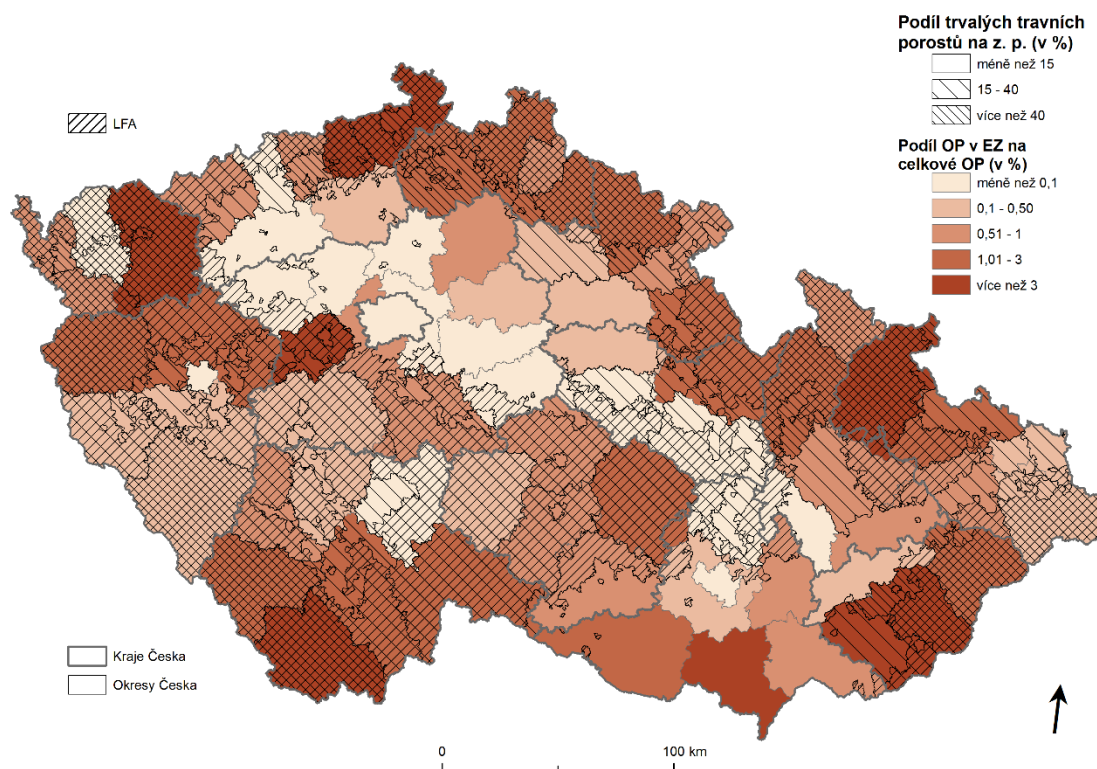 Podíl trvalých travních
porostů na z. p. (v %)
méně než 15
15 - 40
více než 40
LFA
Podíl OP v EZ na
celkové OP (v %)
méně než 0,1
0,1 - 0,50
0,51 - 1
1,01 - 3
více než 3
Kraje Česka
Okresy Česka
0
100 km